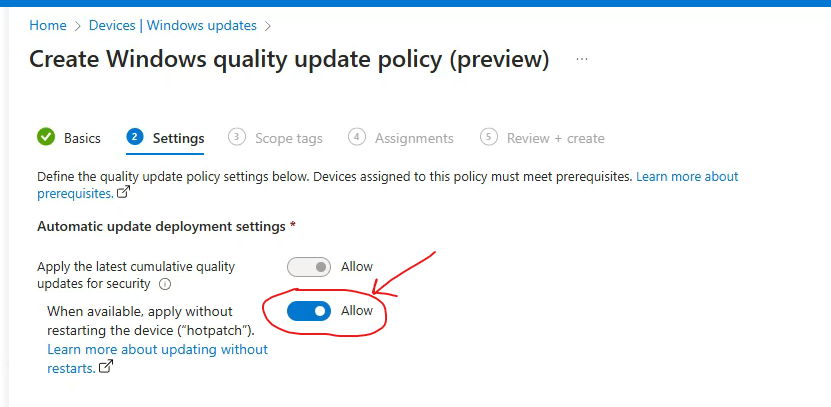 Home > Devices | Windows updates >
Create Windows quality update policy (preview) ...
Basics 2 Settings 3 Scope tags 4 Assignments 5 Review + create
Define the quality update policy settings below. Devices assigned to this policy must meet prerequisites. Learn more about
prerequisites.
Automatic update deployment settings *
Apply the latest cumulative quality Allow
updates for security
When available, apply without Allow
restarting the device ("hotpatch").
Learn more about updating without
restarts.